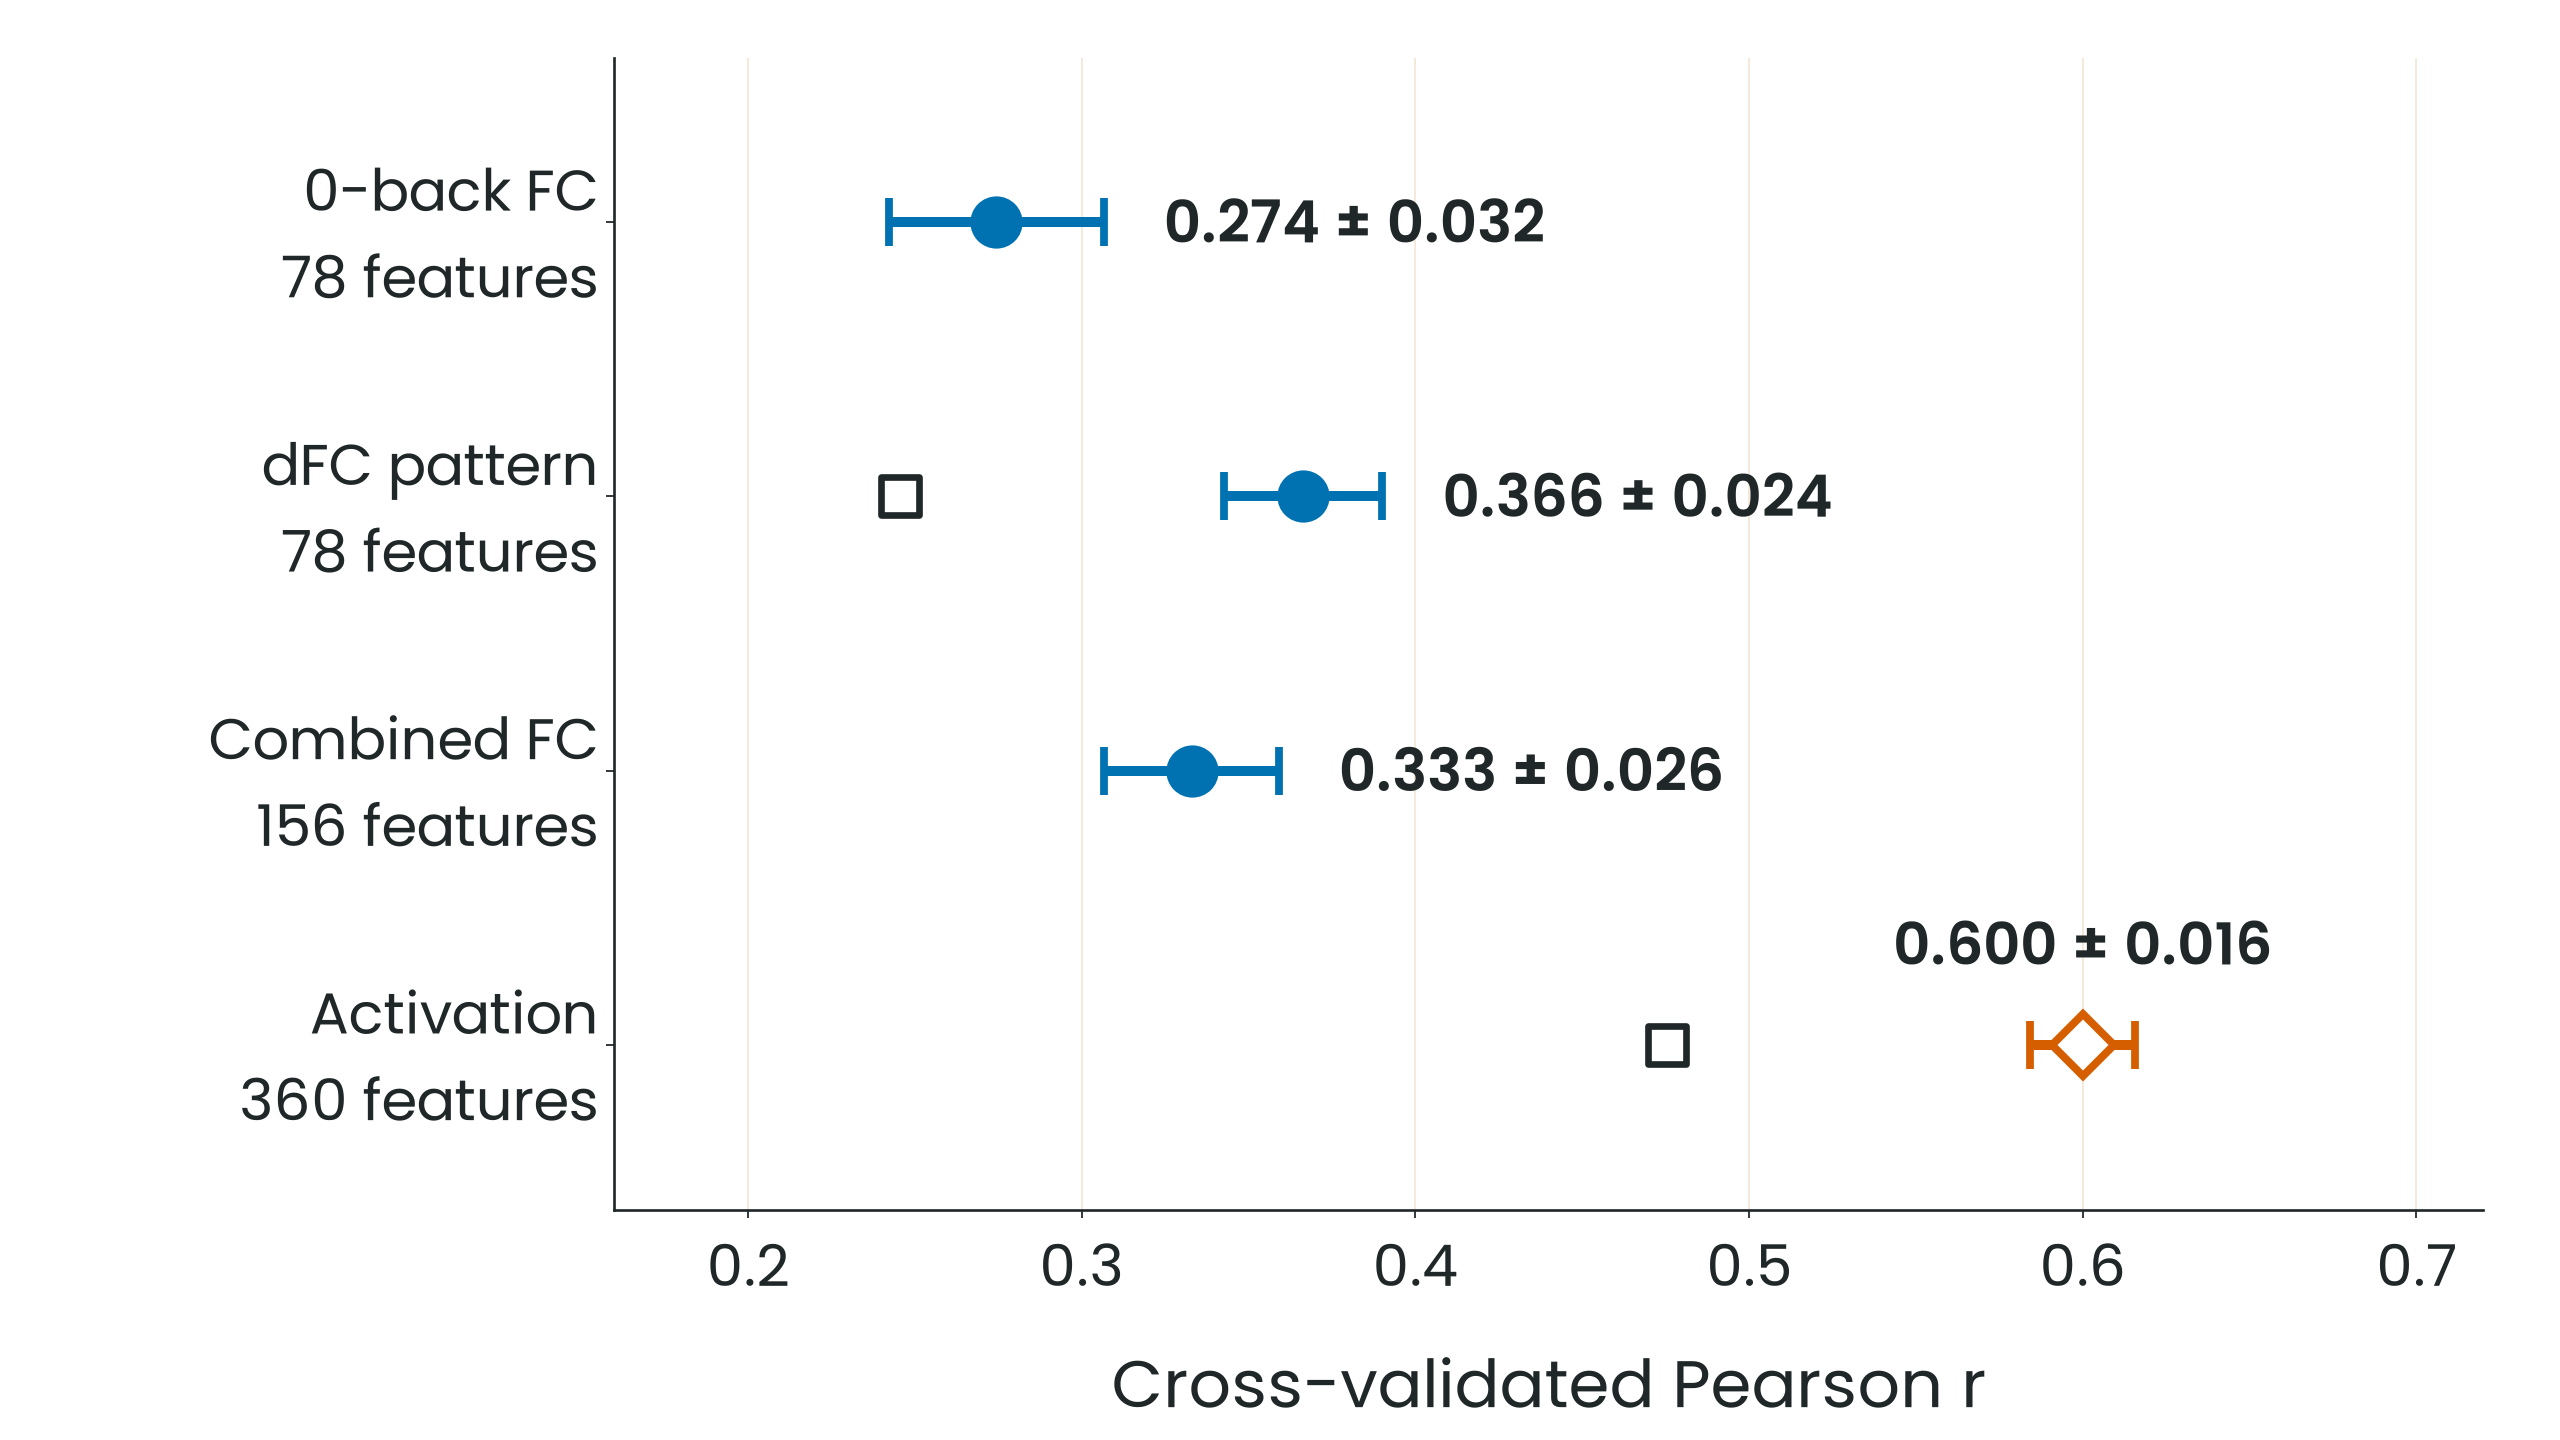 0-back FC
78 features
0.274 ± 0.032
dFC pattern
78 features
0.366 ± 0.024
Combined FC
156 features
0.333 ± 0.026
Activation
360 features
0.600 ± 0.016
0.2 0.3 0.4 0.5 0.6 0.7
Cross-validated Pearson r